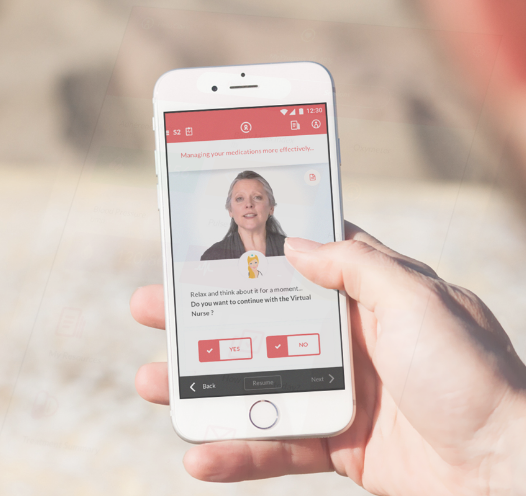 12:30
52
R
Managing your medications more effectively...
Relax and think about it for a moment...
Do you want to continue with the Virtual
Nurse ?
YES NO
Back Resume Next